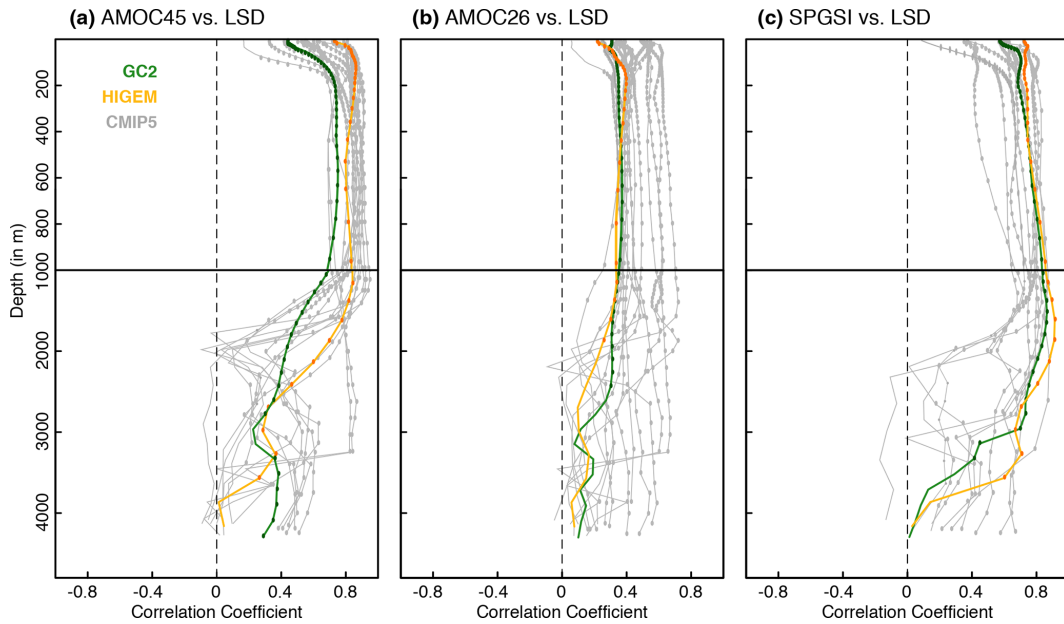 (a) AMOC45 vs. LSD
(b) AMOC26 vs. LSD
(c) SPGSI vs. LSD
GC2
HIGEM
CMIP5
Depth (in m)
200
400
600
800
1000
2000
3000
4000
-0.8 -0.4 0 0.4 0.8
-0.8 -0.4 0 0.4 0.8
-0.8 -0.4 0 0.4 0.8
Correlation Coefficient
Correlation Coefficient
Correlation Coefficient